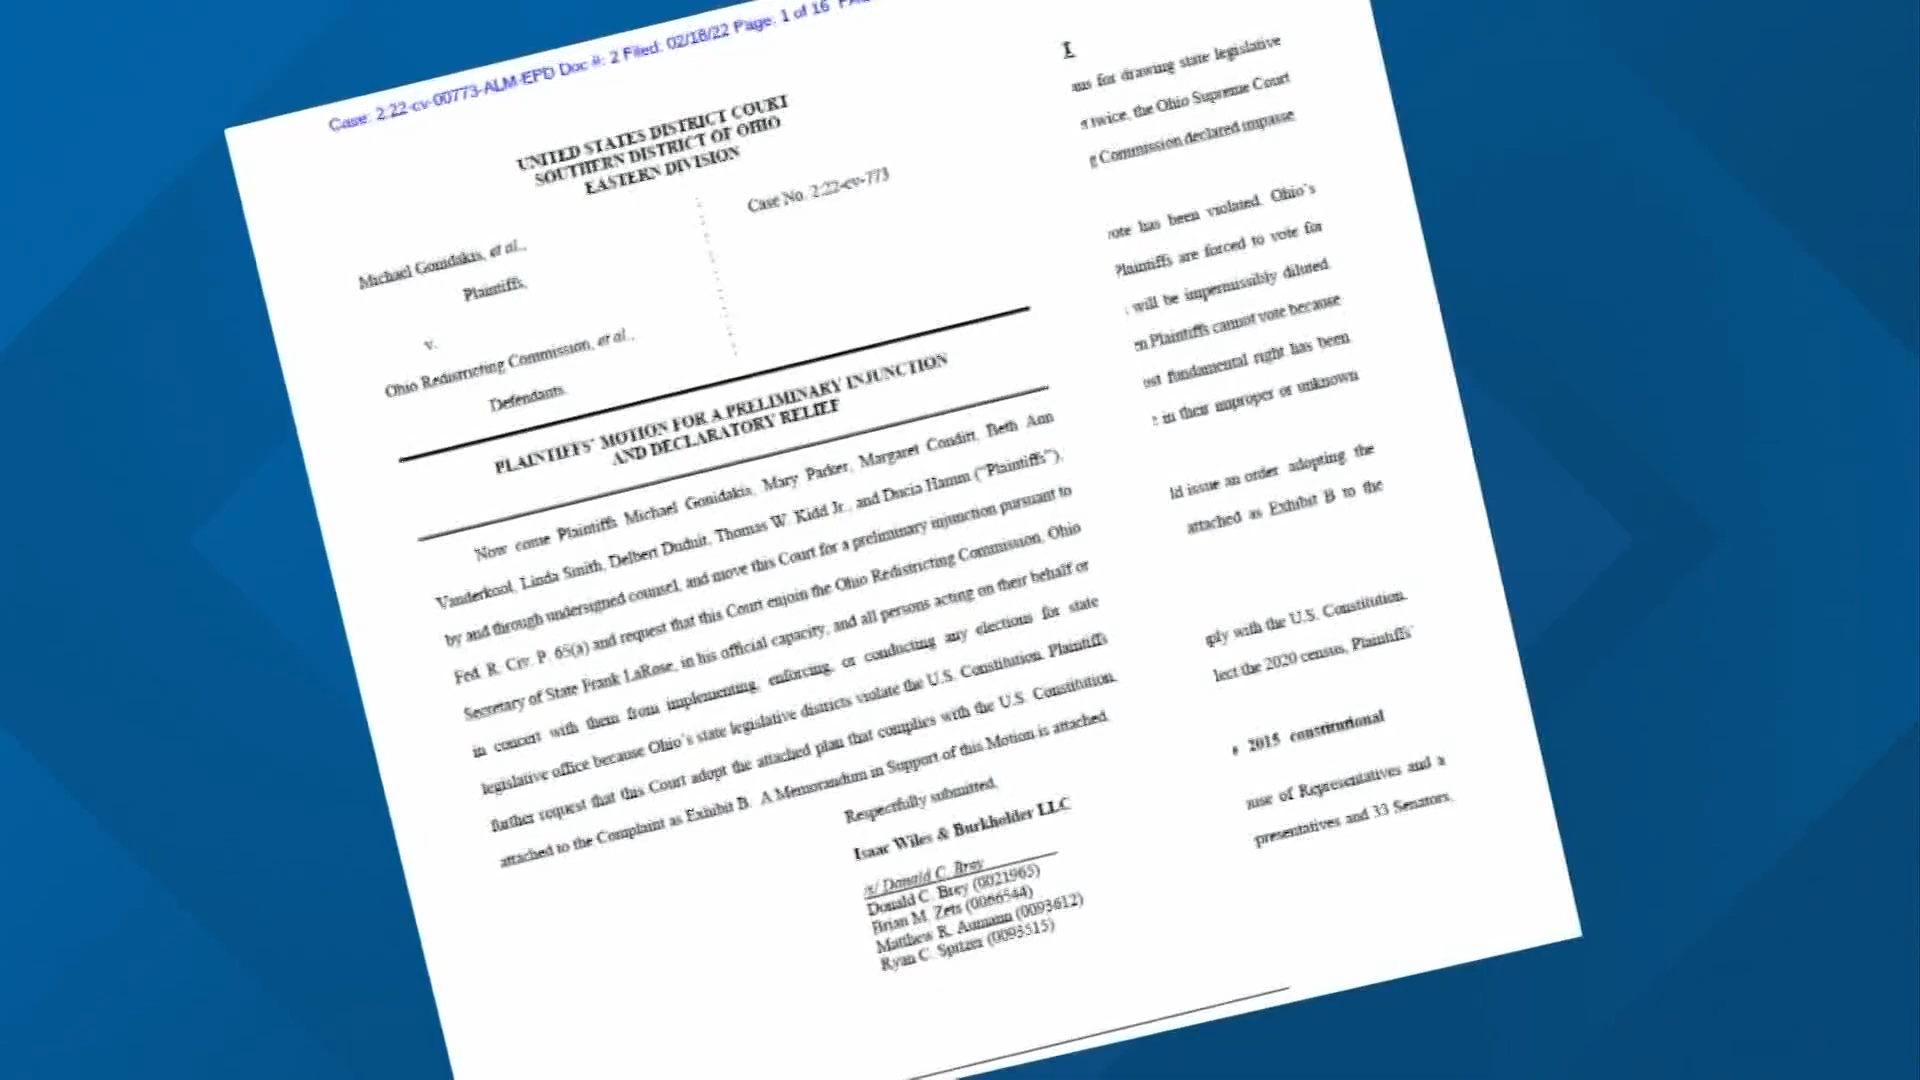 Case: 2:22-cv-00773-ALM-EPD Doc #: 2 Filed: 02/18/22 Page: 1 of 16
UNITED STATES DISTRICT COURT
SOUTHERN DISTRICT OF OHIO
EASTERN DIVISION
Case No. 2:22-cv-773
Michael Gonidakis, et al.,
Plaintiffs,
v.
Ohio Redistricting Commission, et al.,
Defendants.
PLAINTIFFS' MOTION FOR A PRELIMINARY INJUNCTION
AND DECLARATORY RELIEF
Now come Plaintiffs Michael Gonidakis, Mary Parker, Margaret Conditt, Beth Ann
Vanderkooi, Linda Smith, Delbert Duduit, Thomas W. Kidd Jr., and Ducia Hamm ("Plaintiffs"),
by and through undersigned counsel, and move this Court for a preliminary injunction pursuant to
Fed. R. Civ. P. 65(a) and request that this Court enjoin the Ohio Redistricting Commission, Ohio
Secretary of State Frank LaRose, in his official capacity, and all persons acting on their behalf or
in concert with them from implementing, enforcing, or conducting any elections for state
legislative office because Ohio's state legislative districts violate the U.S. Constitution. Plaintiffs
further request that this Court adopt the attached plan that complies with the U.S. Constitution,
attached to the Complaint as Exhibit B. A Memorandum in Support of this Motion is attached.
Respectfully submitted,
Isaac Wiles & Burkholder LLC
/s/ Donald C. Brey
Donald C. Brey (0021965)
Brian M. Zets (0066544)
Matthew R. Aumann (0093612)
Ryan C. Spitzer (0093515)
T
ms for drawing state legislative
twice, the Ohio Supreme Court
g Commission declared impasse
vote has been violated. Ohio's
Plaintiffs are forced to vote for
will be impermissibly diluted.
en Plaintiffs cannot vote because
ost fundamental right has been
in their improper or unknown
ld issue an order adopting the
attached as Exhibit B to the
ply with the U.S. Constitution.
lect the 2020 census, Plaintiffs'
2015 constitutional
use of Representatives and a
presentatives and 33 Senators.